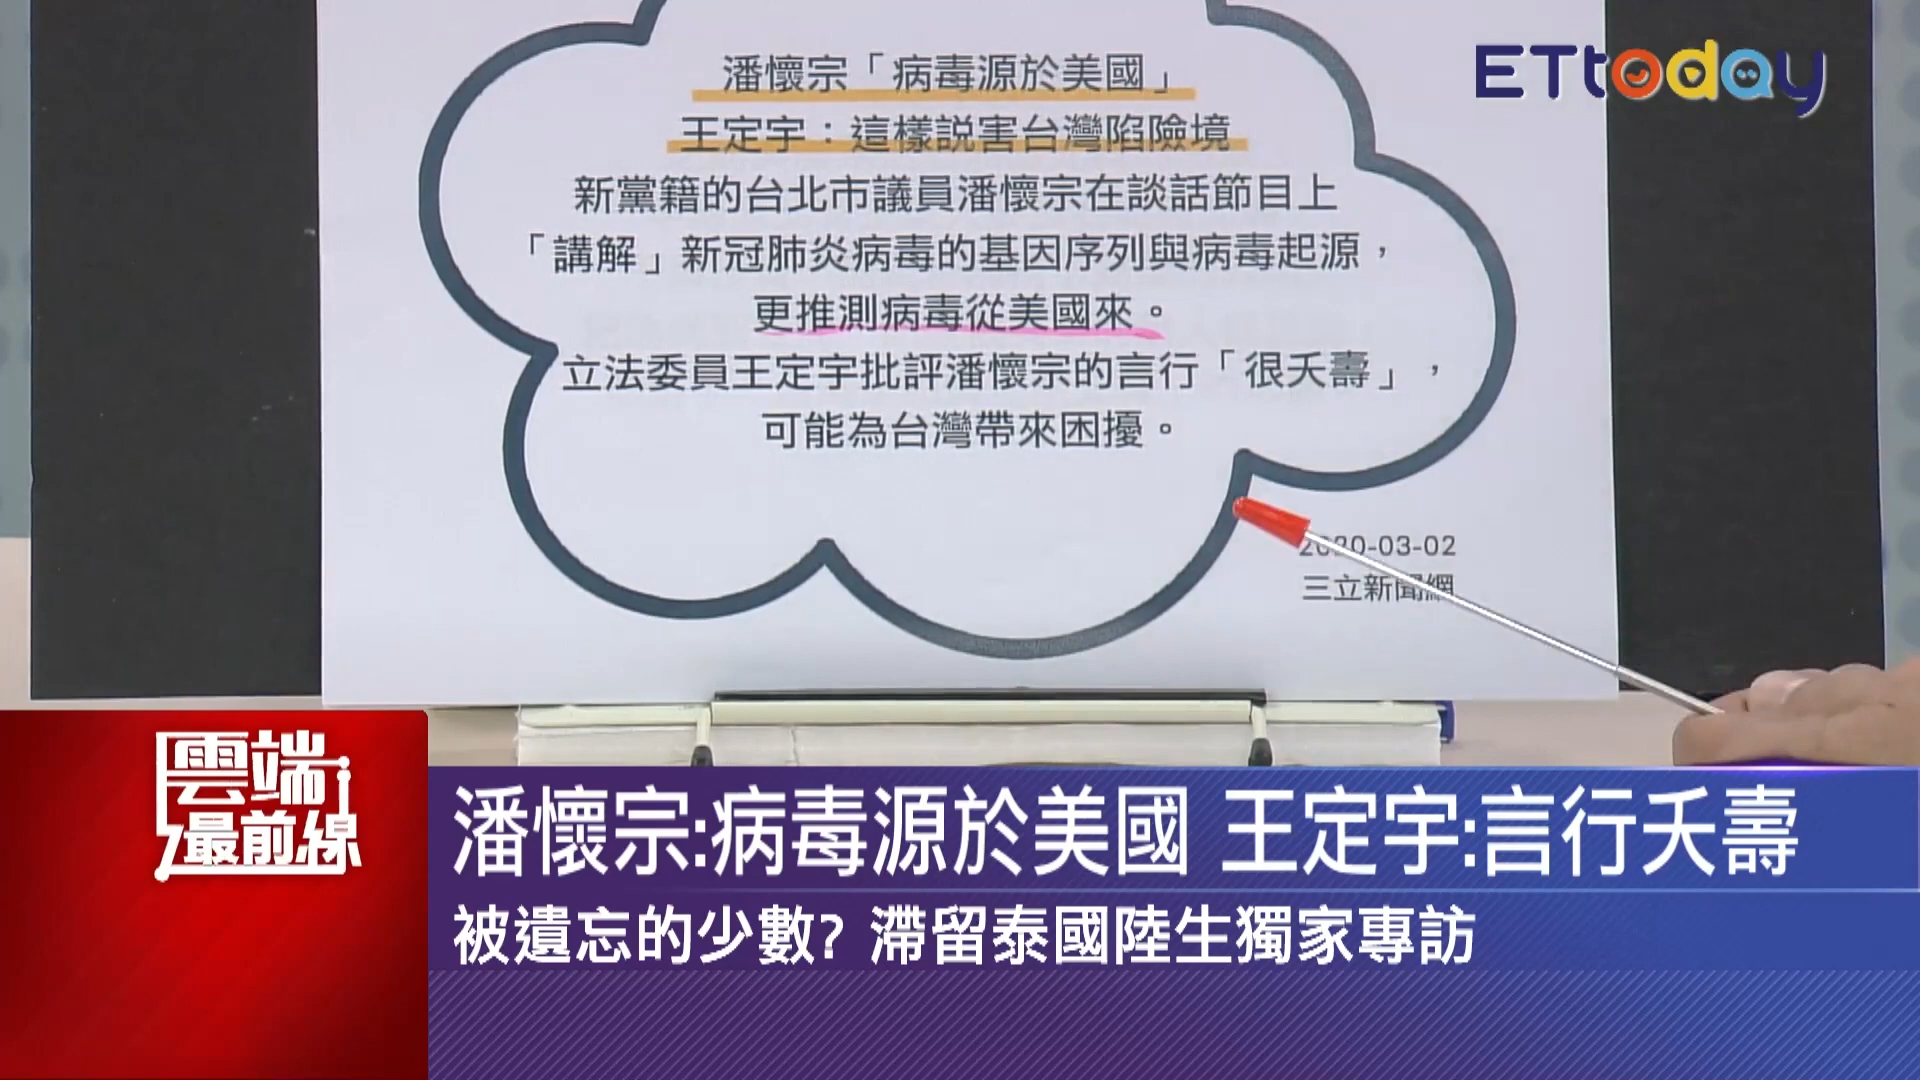 ETtoday
潘懷宗「病毒源於美國」
王定宇：這樣說害台灣陷險境
新黨籍的台北市議員潘懷宗在談話節目上
「講解」新冠肺炎病毒的基因序列與病毒起源，
更推測病毒從美國來。
立法委員王定宇批評潘懷宗的言行「很夭壽」，
可能為台灣帶來困擾。
2020-03-02
三立新聞網
雲端
最前線
潘懷宗:病毒源於美國 王定宇:言行夭壽
被遺忘的少數? 滯留泰國陸生獨家專訪